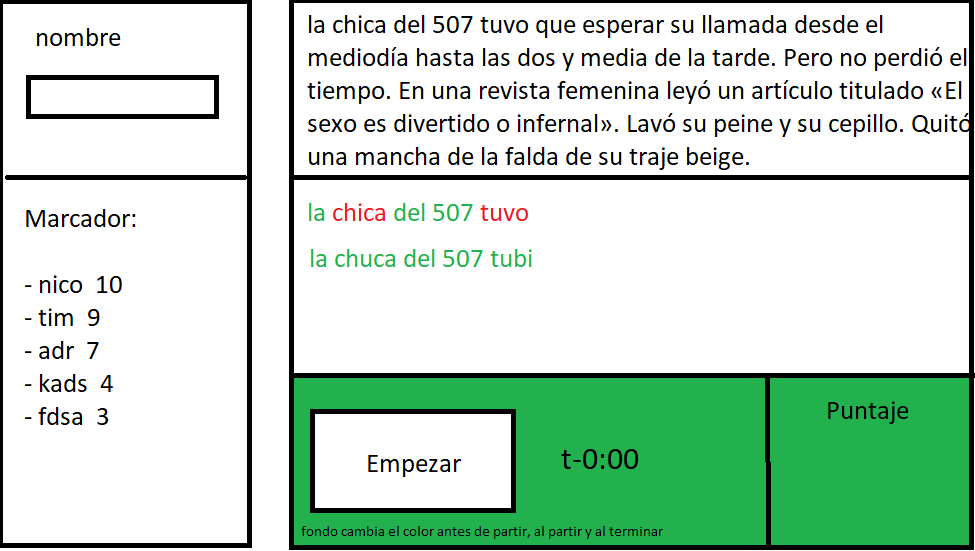 nombre
Marcador:
- nico 10
- tim 9
- adr 7
- kads 4
- fdsa 3
la chica del 507 tuvo que esperar su llamada desde el
mediodía hasta las dos y media de la tarde. Pero no perdió el
tiempo. En una revista femenina leyó un artículo titulado «El
sexo es divertido o infernal». Lavó su peine y su cepillo. Quitó
una mancha de la falda de su traje beige.
la chica del 507 tuvo
la chuca del 507 tubi
Empezar
t-0:00
Puntaje
fondo cambia el color antes de partir, al partir y al terminar